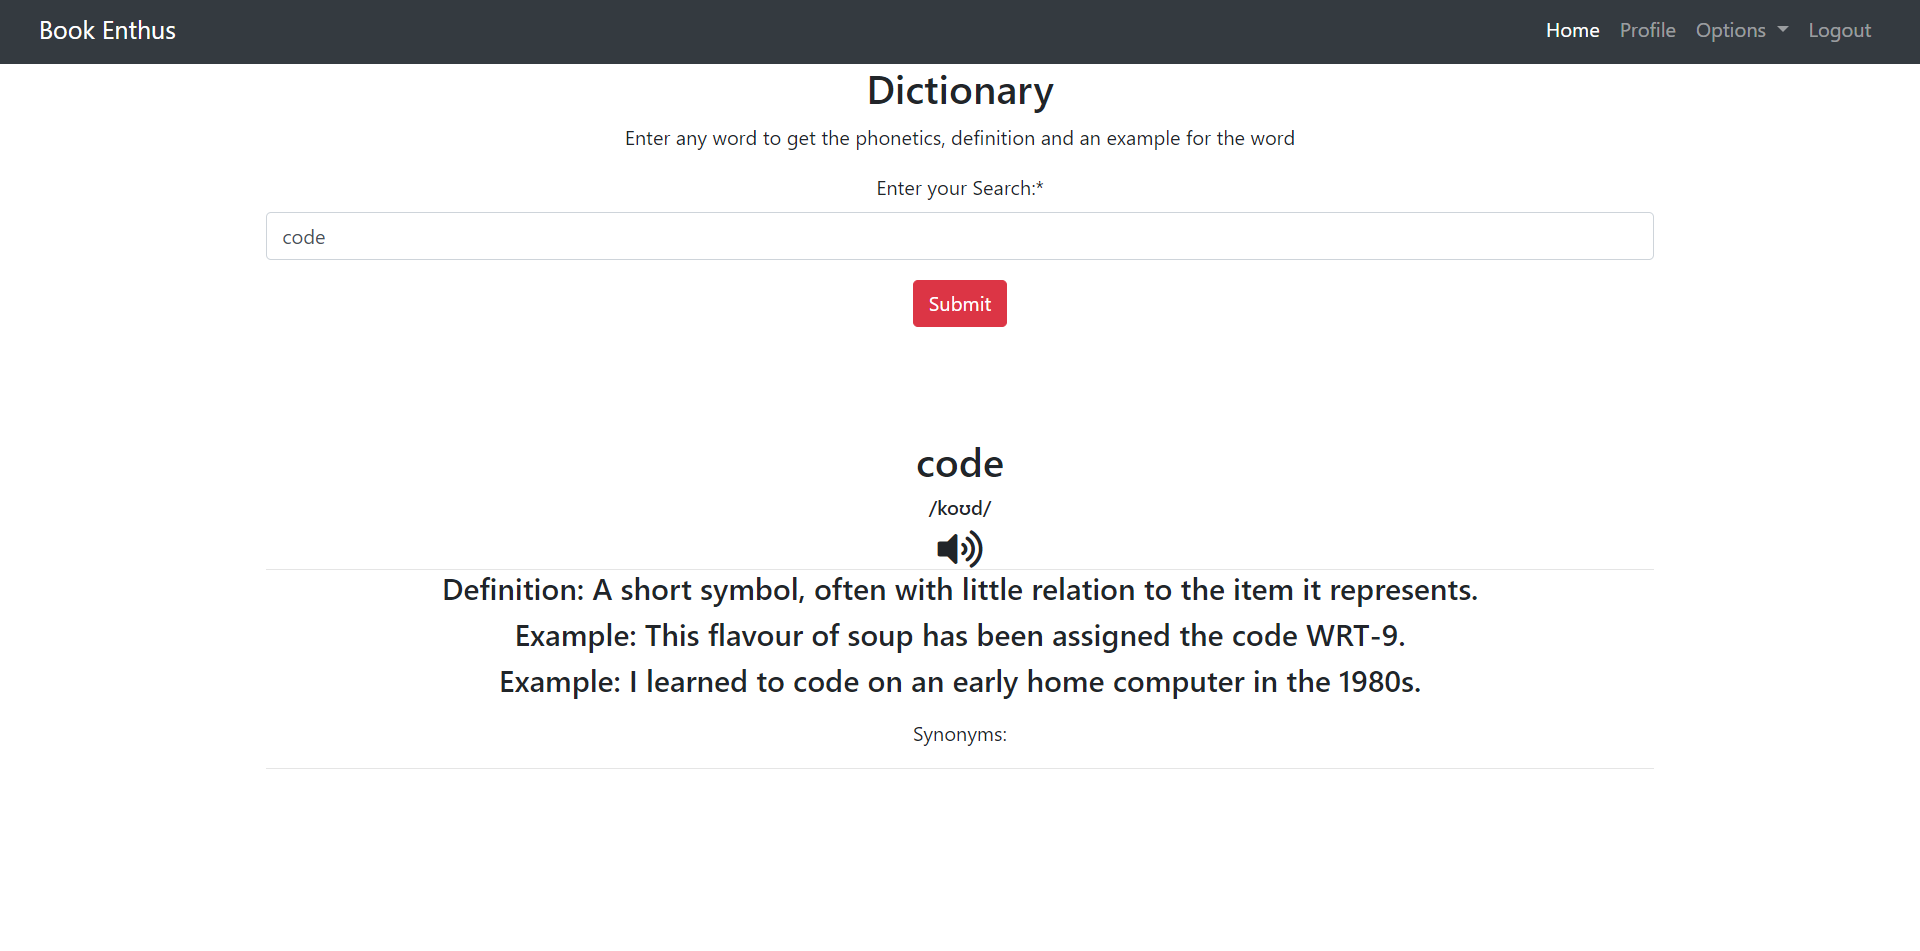 Book Enthus
Home Profile Options Logout
Dictionary
Enter any word to get the phonetics, definition and an example for the word
Enter your Search:*
code
Submit
code
/koʊd/
Definition: A short symbol, often with little relation to the item it represents.
Example: This flavour of soup has been assigned the code WRT-9.
Example: I learned to code on an early home computer in the 1980s.
Synonyms: